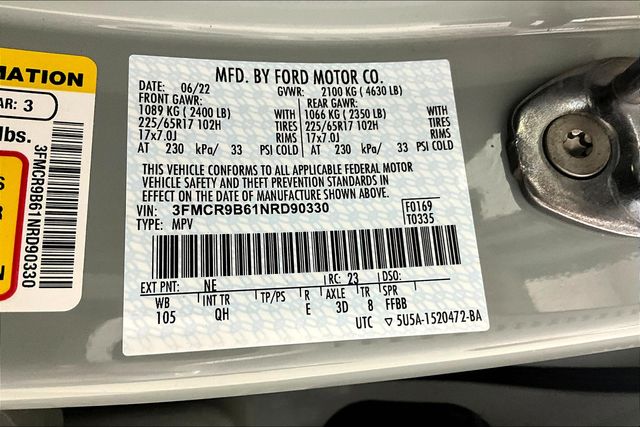 MATION
AR: 3
lbs.
3FMCR9B61NRD90330
MFD. BY FORD MOTOR CO.
DATE: 06/22 GVWR: 2100 KG ( 4630 LB)
FRONT GAWR: REAR GAWR:
1089 KG ( 2400 LB) WITH 1066 KG ( 2350 LB) WITH
225/65R17 102H TIRES 225/65R17 102H TIRES
17x7.0J RIMS 17x7.0J RIMS
AT 230 kPa/ 33 PSI COLD AT 230 kPa/ 33 PSI COLD
THIS VEHICLE CONFORMS TO ALL APPLICABLE FEDERAL MOTOR
VEHICLE SAFETY AND THEFT PREVENTION STANDARDS IN
EFFECT ON THE DATE OF MANUFACTURE SHOWN ABOVE.
VIN: 3FMCR9B61NRD90330 F0169
TYPE: MPV T0335
EXT PNT: NE RC: 23 DSO:
WB INT TR TP/PS R AXLE TR SPR
105 QH E 3D 8 FFBB
UTC 5U5A-1520472-BA